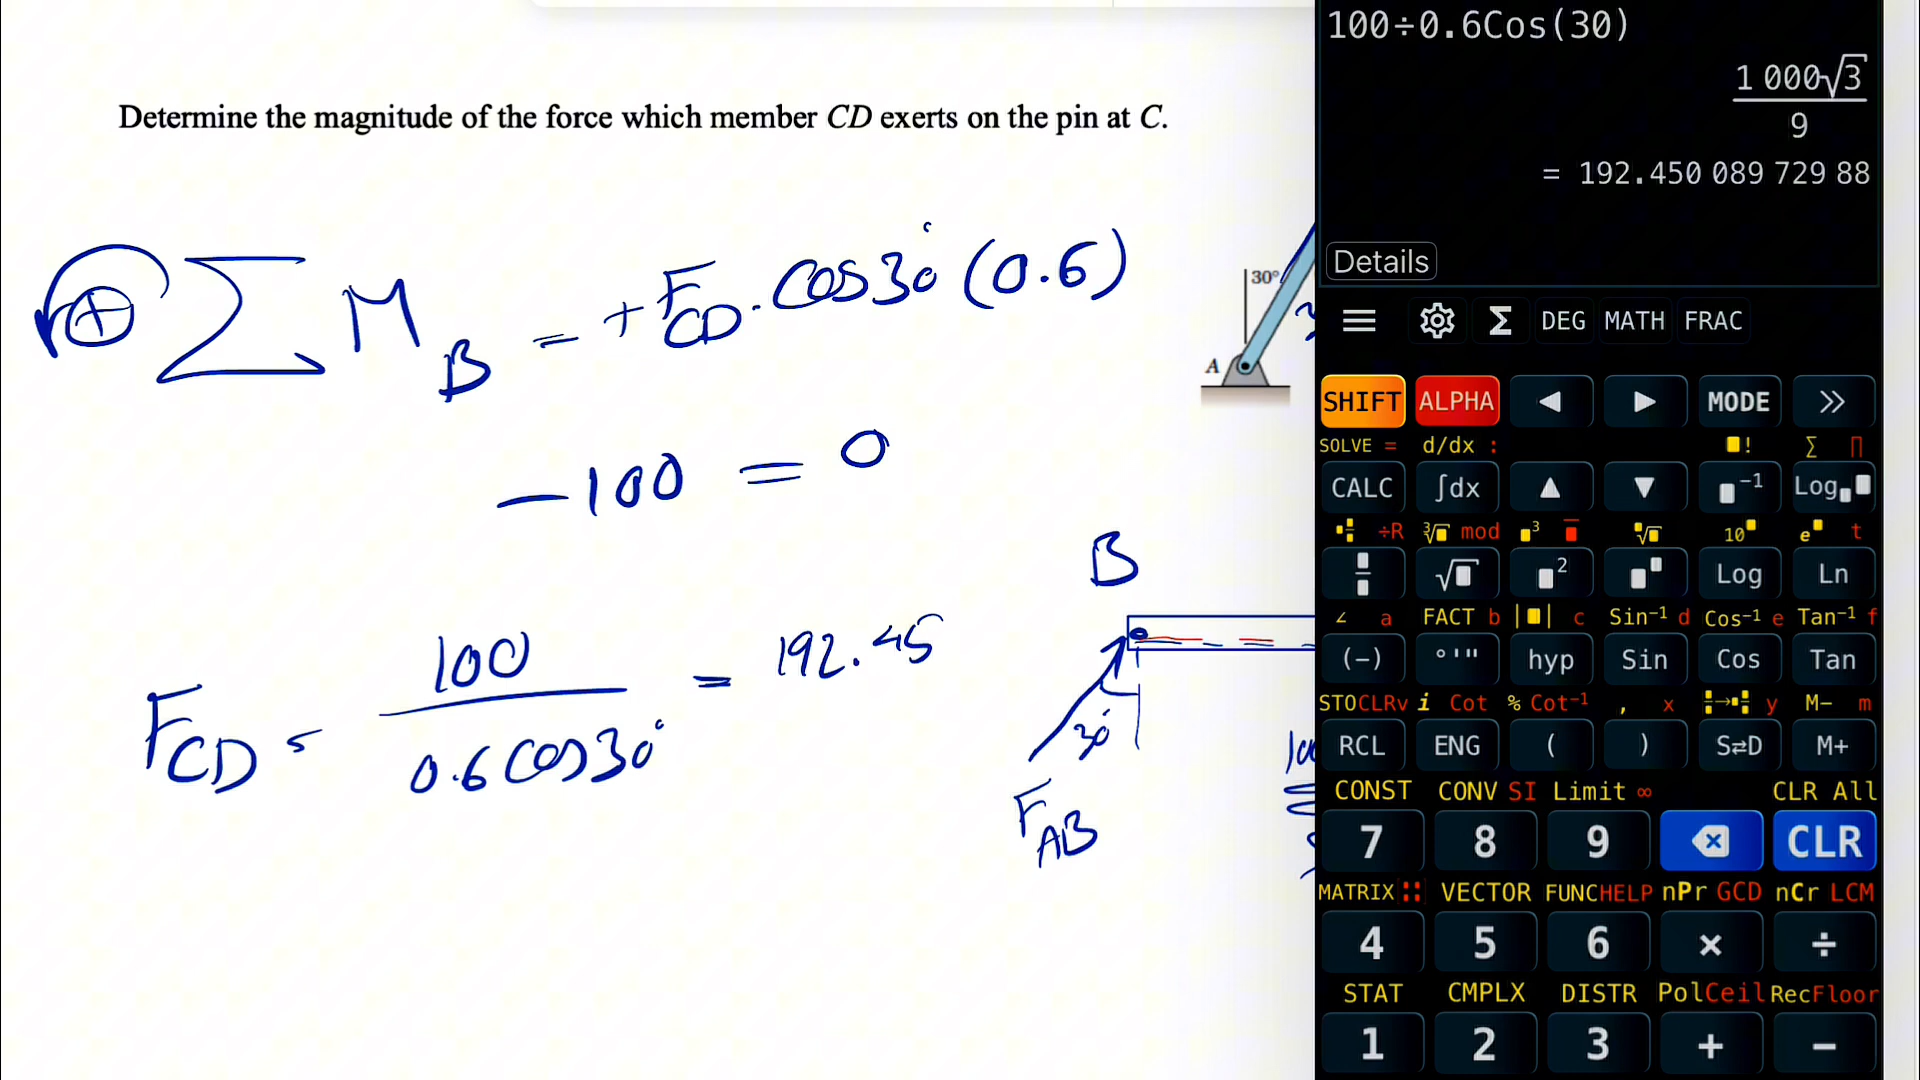 Determine the magnitude of the force which member CD exerts on the pin at C.
+ ∑ M_B = + F_CD . Cos30° (0.6)
- 100 = 0
F_CD = 100 / 0.6 Cos30° = 192.45
30°
A
B
30°
F_AB
100÷0.6Cos(30)
1 000√3
9
= 192.450 089 729 88
Details
Σ DEG MATH FRAC
SHIFT ALPHA ◀ ▶ MODE >>
SOLVE = d/dx : ■! ∑ ∏
CALC ∫dx ▲ ▼ ■⁻¹ Log■■
÷R ∛■ mod ■³ √■ 10■ e■ t
■/■ √■ ■² ■■ Log Ln
∠ a FACT b |■| c Sin⁻¹ d Cos⁻¹ e Tan⁻¹ f
(−) °'" hyp Sin Cos Tan
STO CLRv i Cot % Cot⁻¹ , x y M− m
RCL ENG ( ) S⇄D M+
CONST CONV SI Limit ∞ CLR All
7 8 9 ⌫ CLR
MATRIX VECTOR FUNC HELP nPr GCD nCr LCM
4 5 6 × ÷
STAT CMPLX DISTR Pol Ceil Rec Floor
1 2 3 + −